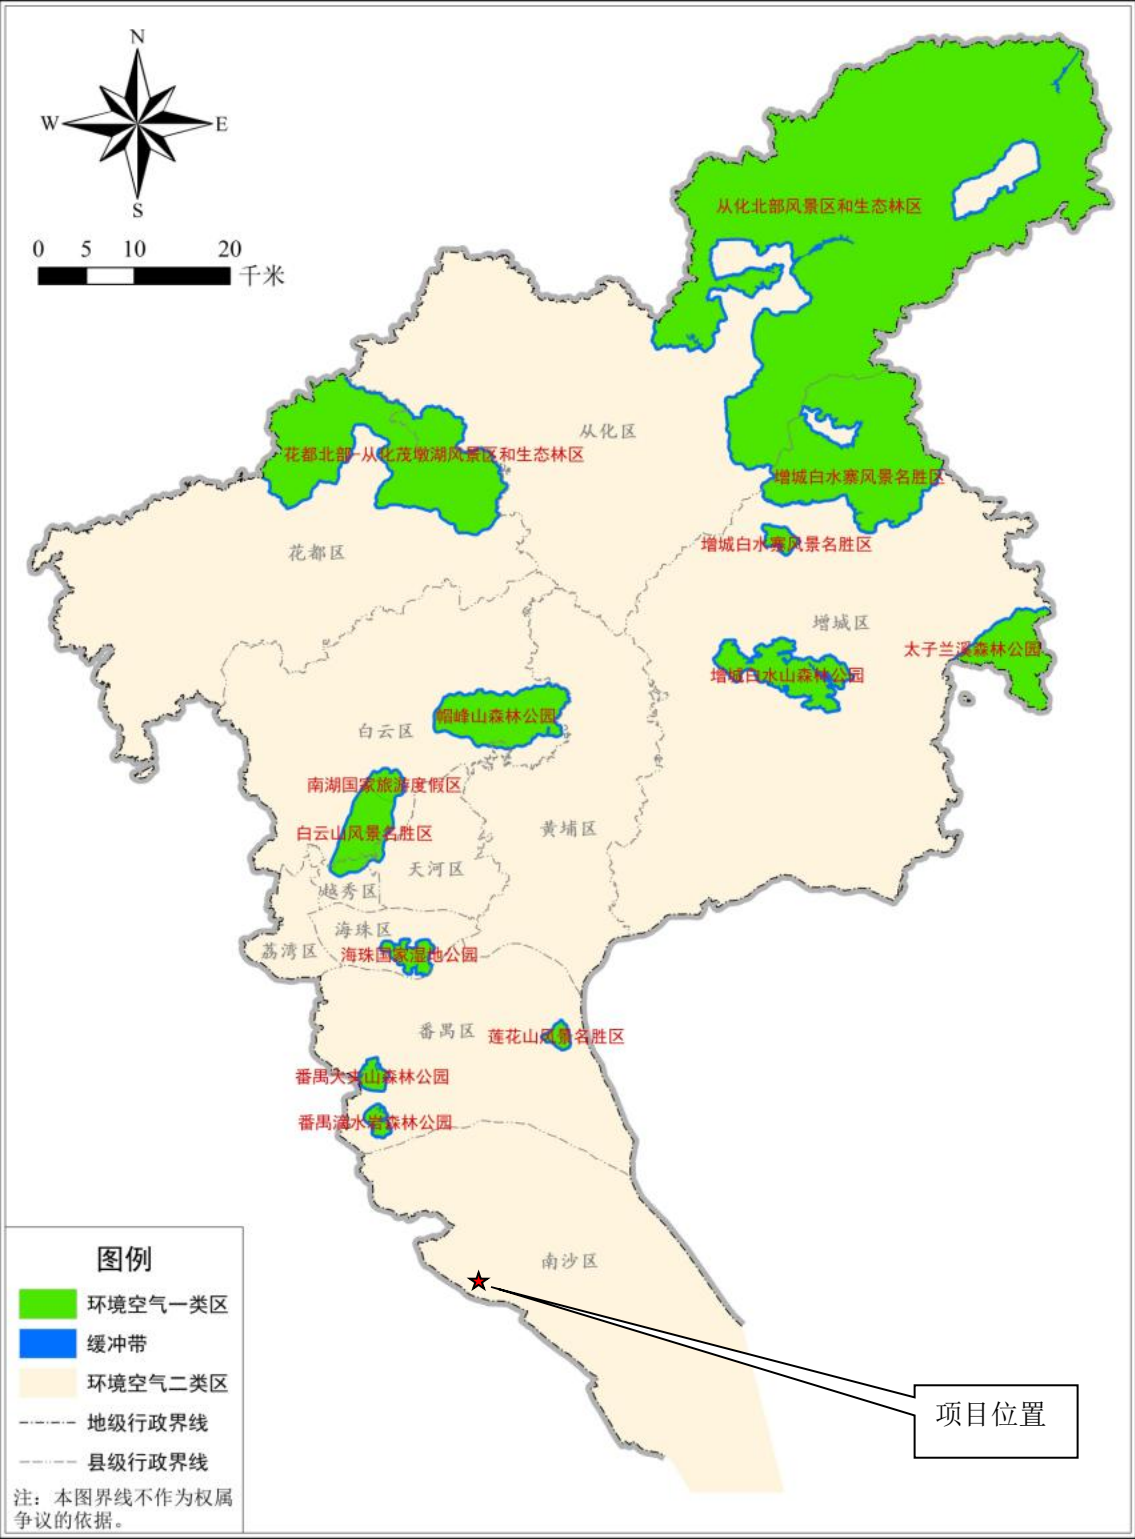 N
W
E
S
0 5 10 20
千米
从化北部风景区和生态林区
从化区
花都北部-从化茂墩湖风景区和生态林区
增城白水寨风景名胜区
增城白水寨风景名胜区
花都区
增城区
太子兰溪森林公园
增城白水山森林公园
帽峰山森林公园
白云区
南湖国家旅游度假区
黄埔区
白云山风景名胜区
天河区
越秀区
海珠区
荔湾区
海珠国家湿地公园
番禺区
莲花山风景名胜区
番禺大夫山森林公园
番禺滴水岩森林公园
南沙区
项目位置
图例
环境空气一类区
缓冲带
环境空气二类区
地级行政界线
县级行政界线
注：本图界线不作为权属
争议的依据。